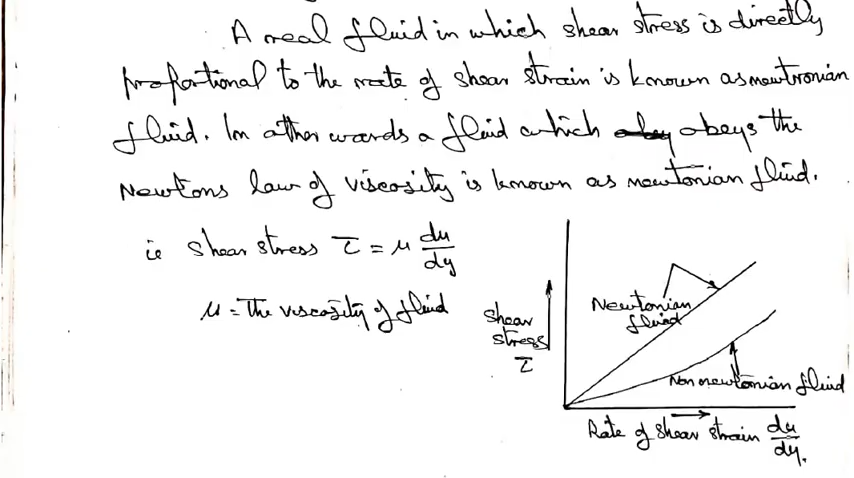 A real fluid in which shear stress is directly
proportional to the rate of shear strain is known as newtronian
fluid. In other words a fluid which obeys the
Newtons law of viscosity is known as newtonian fluid.
ie shear stress τ = μ du/dy
μ = The viscosity of fluid
Shear
stress
τ
Newtonian
fluid
Non newtonian fluid
Rate of shear strain du/dy.